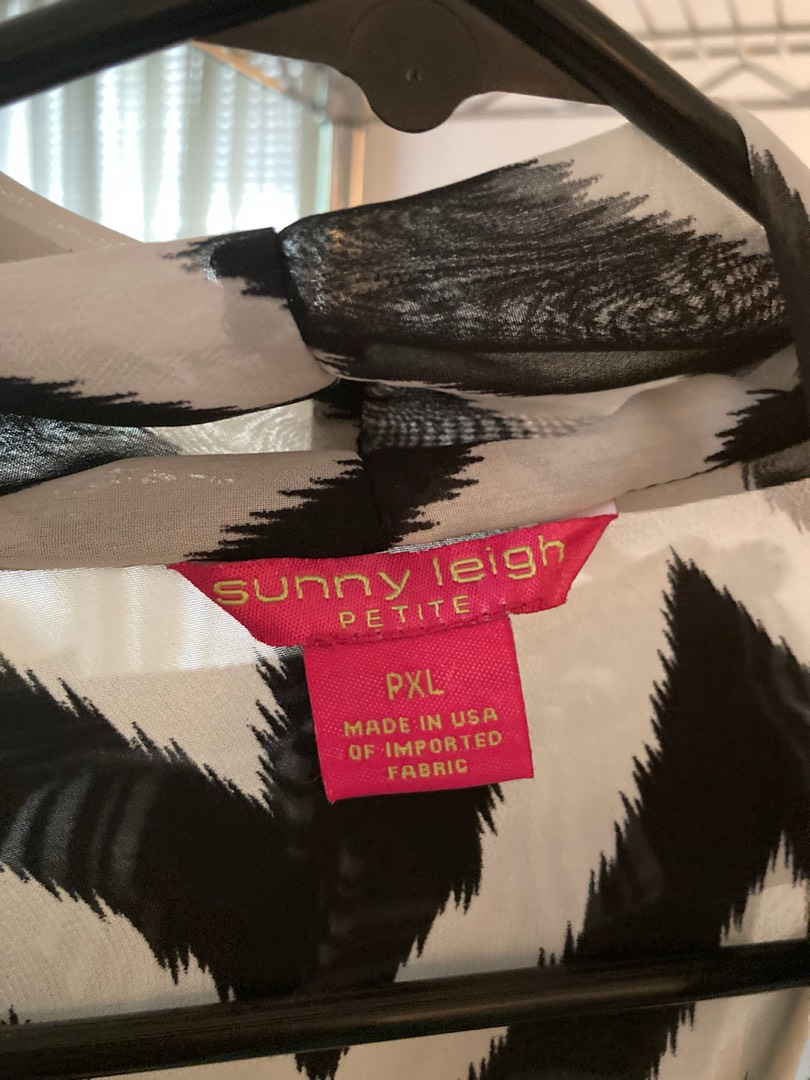 sunny leigh
PETITE
PXL
MADE IN USA
OF IMPORTED
FABRIC